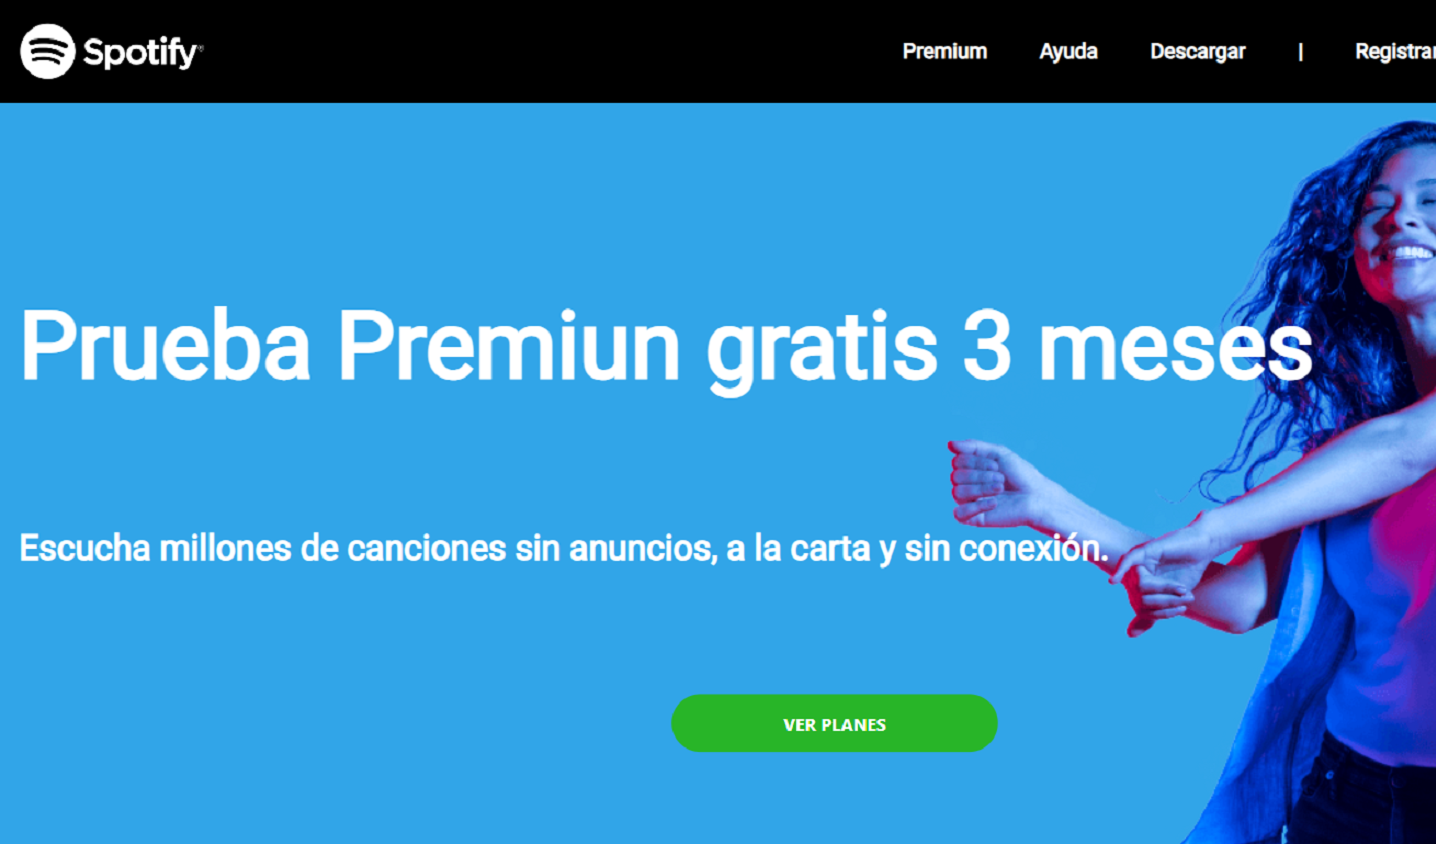 Spotify®
Premium Ayuda Descargar | Registrar
Prueba Premiun gratis 3 meses
Escucha millones de canciones sin anuncios, a la carta y sin conexión.
VER PLANES